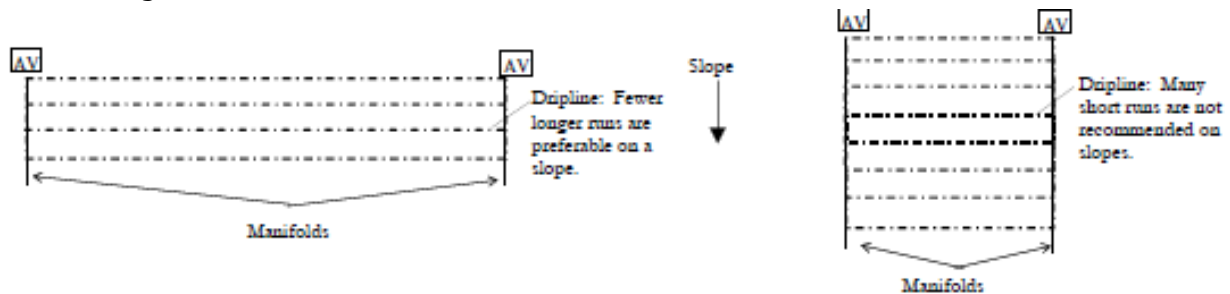 AV
AV
Dripline: Fewer
longer runs are
preferable on a
slope.
Manifolds
Slope
AV
AV
Dripline: Many
short runs are not
recommended on
slopes.
Manifolds